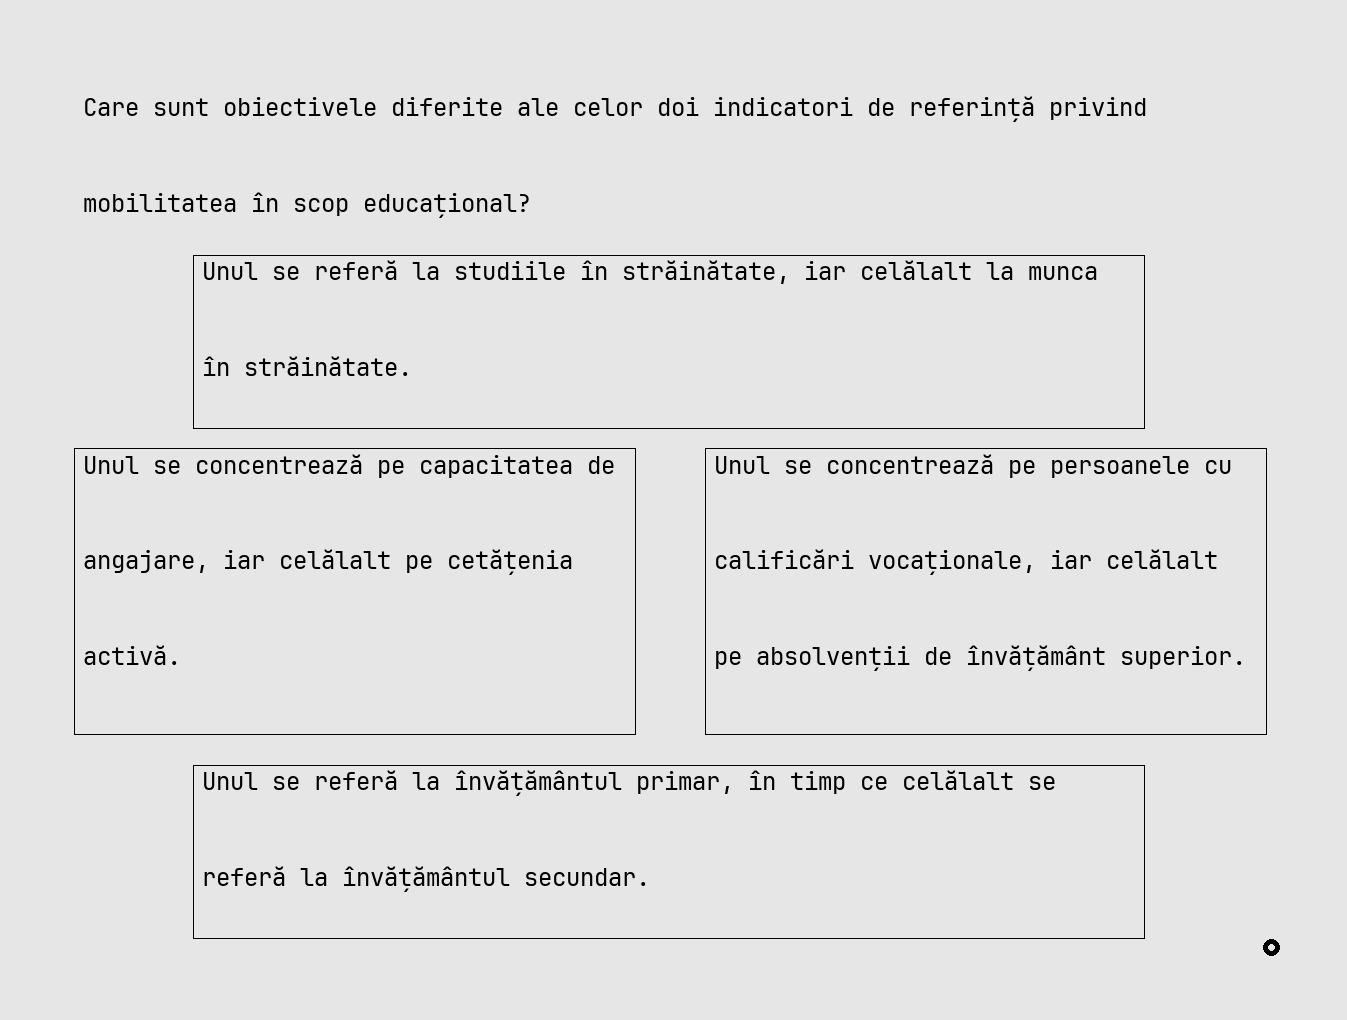 Care sunt obiectivele diferite ale celor doi indicatori de referință privind
mobilitatea în scop educațional?
Unul se referă la studiile în străinătate, iar celălalt la munca
în străinătate.
Unul se concentrează pe capacitatea de
angajare, iar celălalt pe cetățenia
activă.
Unul se concentrează pe persoanele cu
calificări vocaționale, iar celălalt
pe absolvenții de învățământ superior.
Unul se referă la învățământul primar, în timp ce celălalt se
referă la învățământul secundar.